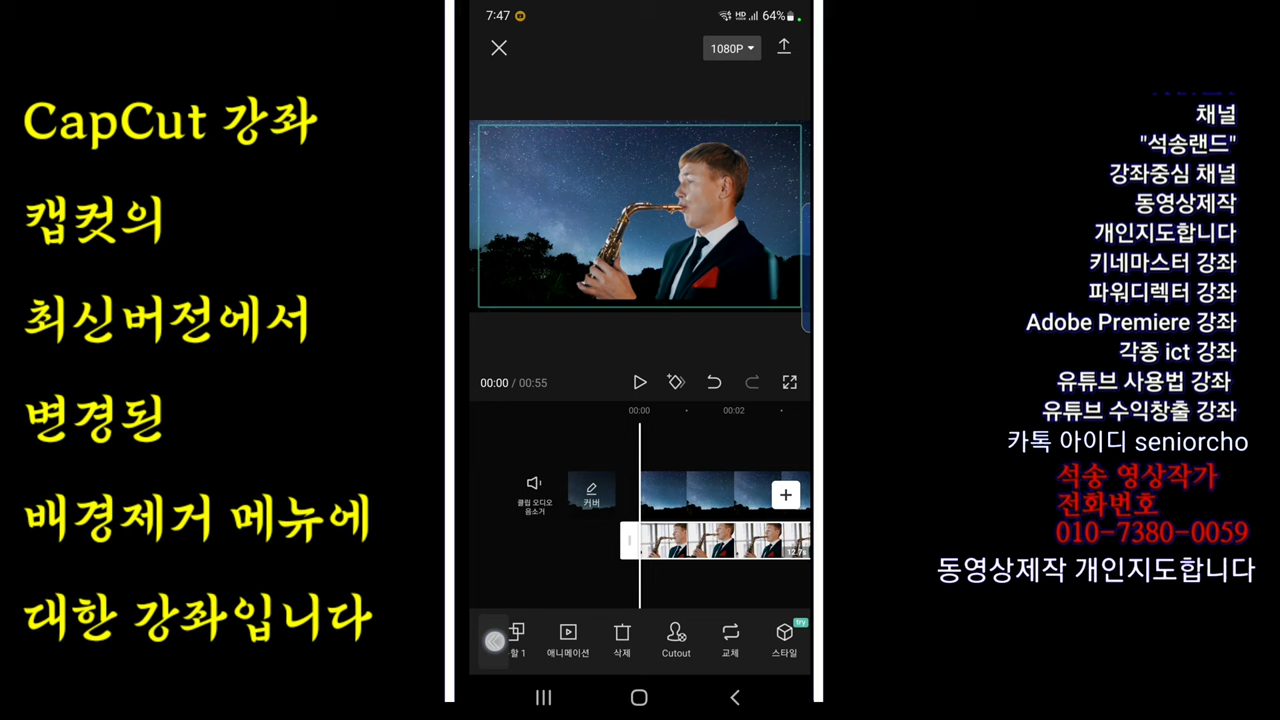 CapCut 강좌
캡컷의
최신버전에서
변경된
배경제거 메뉴에
대한 강좌입니다
7:47
HD
64%
1080P
00:00 / 00:55
00:00
00:02
클립 오디오
음소거
커버
12.7s
할 1
애니메이션
삭제
Cutout
교체
try
스타일
채널
"석송랜드"
강좌중심 채널
동영상제작
개인지도합니다
키네마스터 강좌
파워디렉터 강좌
Adobe Premiere 강좌
각종 ict 강좌
유튜브 사용법 강좌
유튜브 수익창출 강좌
카톡 아이디 seniorcho
석송 영상작가
전화번호
010-7380-0059
동영상제작 개인지도합니다